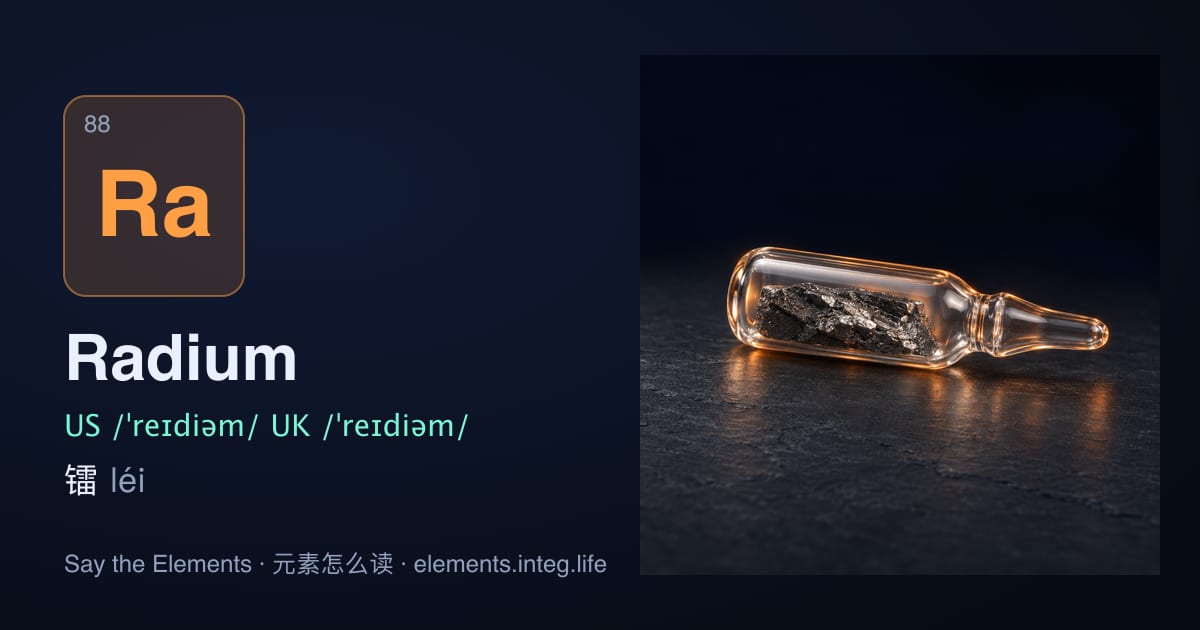 88
Ra
Radium
US /ˈreɪdiəm/ UK /ˈreɪdiəm/
镭 léi
Say the Elements · 元素怎么读 · elements.integ.life